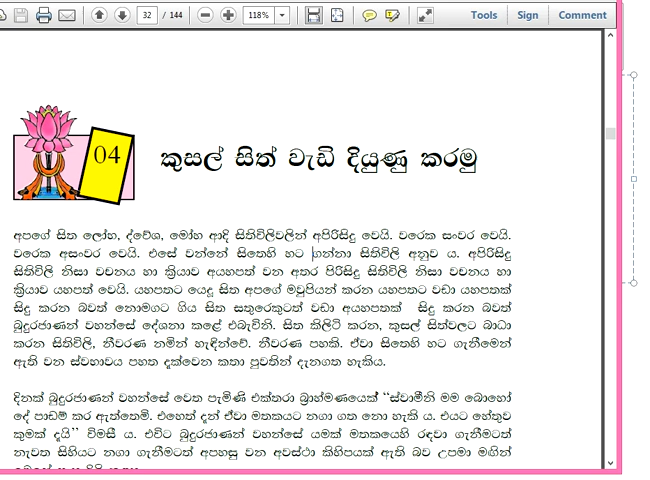 32 / 144 118% Tools Sign Comment
04 කුසල් සිත් වැඩි දියුණු කරමු
අපගේ සිත ලෝභ, ද්වේශ, මෝහ ආදි සිතිවිලිවලින් අපිරිසිදු වෙයි. වරෙක සංවර වෙයි.
වරෙක අසංවර වෙයි. එසේ වන්නේ සිතෙහි හට ගන්නා සිතිවිලි අනුව ය. අපිරිසිදු
සිතිවිලි නිසා වචනය හා ක්‍රියාව අයහපත් වන අතර පිරිසිදු සිතිවිලි නිසා වචනය හා
ක්‍රියාව යහපත් වෙයි. යහපතට යෙදූ සිත අපගේ මවුපියන් කරන යහපතට වඩා යහපතක්
සිදු කරන බවත් නොමගට ගිය සිත සතුරෙකුටත් වඩා අයහපතක් සිදු කරන බවත්
බුදුරජාණන් වහන්සේ දේශනා කළේ එබැවිනි. සිත කිලිටි කරන, කුසල් සිත්වලට බාධා
කරන සිතිවිලි, නීවරණ නමින් හැඳින්වේ. නීවරණ පහකි. ඒවා සිතෙහි හට ගැනීමෙන්
ඇති වන ස්වභාවය පහත දැක්වෙන කතා පුවතින් දැනගත හැකිය.
දිනක් බුදුරජාණන් වහන්සේ වෙත පැමිණි එක්තරා බ්‍රාහ්මණයෙක් “ස්වාමීනි මම බොහෝ
දේ පාඩම් කර ඇත්තෙමි. එහෙත් දැන් ඒවා මතකයට නගා ගත නො හැකි ය. එයට හේතුව
කුමක් දැයි” විමසී ය. එවිට බුදුරජාණන් වහන්සේ යමක් මතකයෙහි රඳවා ගැනීමටත්
නැවත සිහියට නගා ගැනීමටත් අපහසු වන අවස්ථා කිහිපයක් ඇති බව උපමා මඟින්